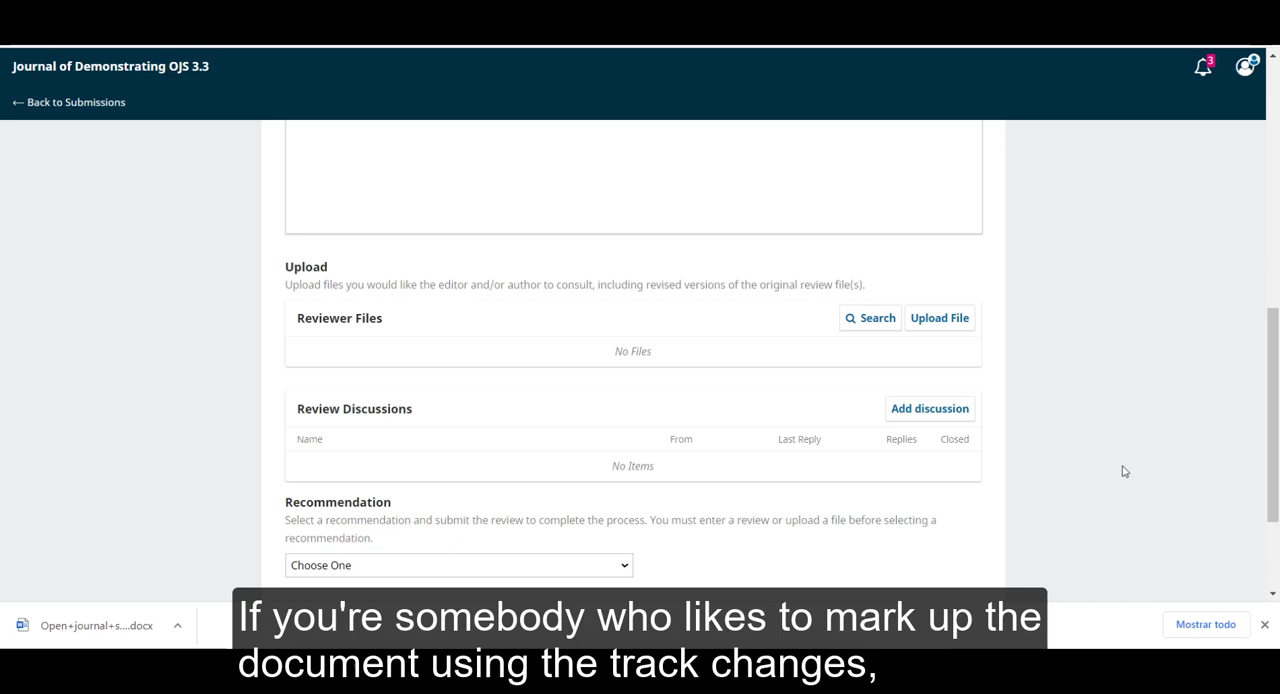 Journal of Demonstrating OJS 3.3
3
← Back to Submissions
Upload
Upload files you would like the editor and/or author to consult, including revised versions of the original review file(s).
Reviewer Files
Search
Upload File
No Files
Review Discussions
Add discussion
Name From Last Reply Replies Closed
No Items
Recommendation
Select a recommendation and submit the review to complete the process. You must enter a review or upload a file before selecting a
recommendation.
Choose One
Open+journal+s....docx
Mostrar todo
If you're somebody who likes to mark up the
document using the track changes,